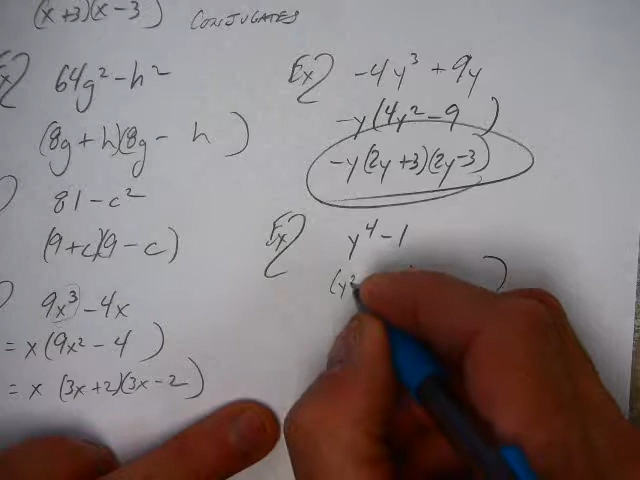 (x+3)(x-3) CONJUGATES
Ex) 64g² - h²
(8g + h)(8g - h)
) 81 - c²
(9+c)(9 - c)
) 9x³ - 4x
= x(9x² - 4)
= x (3x+2)(3x-2)
Ex) -4y³ + 9y
-y(4y² - 9)
-y(2y+3)(2y-3)
Ex) y⁴ - 1
(y² )